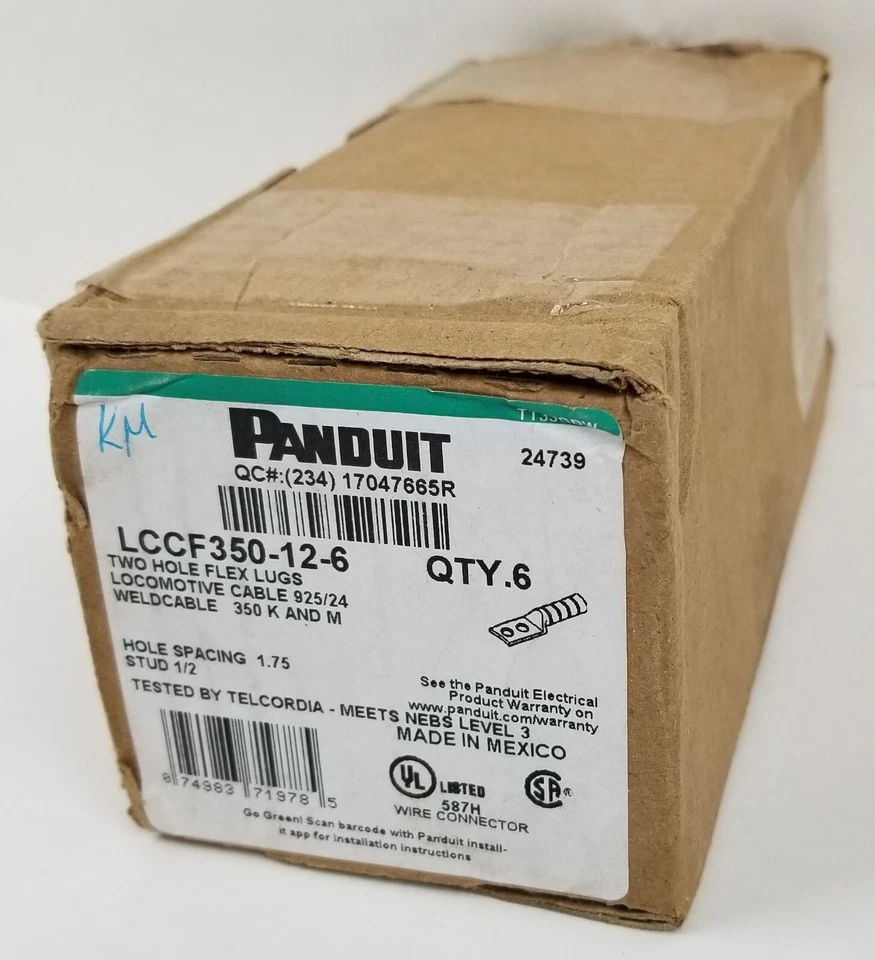 KM
PANDUIT
24739
QC#:(234) 17047665R
LCCF350-12-6
QTY.6
TWO HOLE FLEX LUGS
LOCOMOTIVE CABLE 925/24
WELDCABLE 350 K AND M
HOLE SPACING 1.75
STUD 1/2
See the Panduit Electrical
Product Warranty on
www.panduit.com/warranty
TESTED BY TELCORDIA - MEETS NEBS LEVEL 3
MADE IN MEXICO
UL LISTED
587H
WIRE CONNECTOR
SA
0 74983 71978 5
Go Green! Scan barcode with Panduit install-
it app for installation instructions